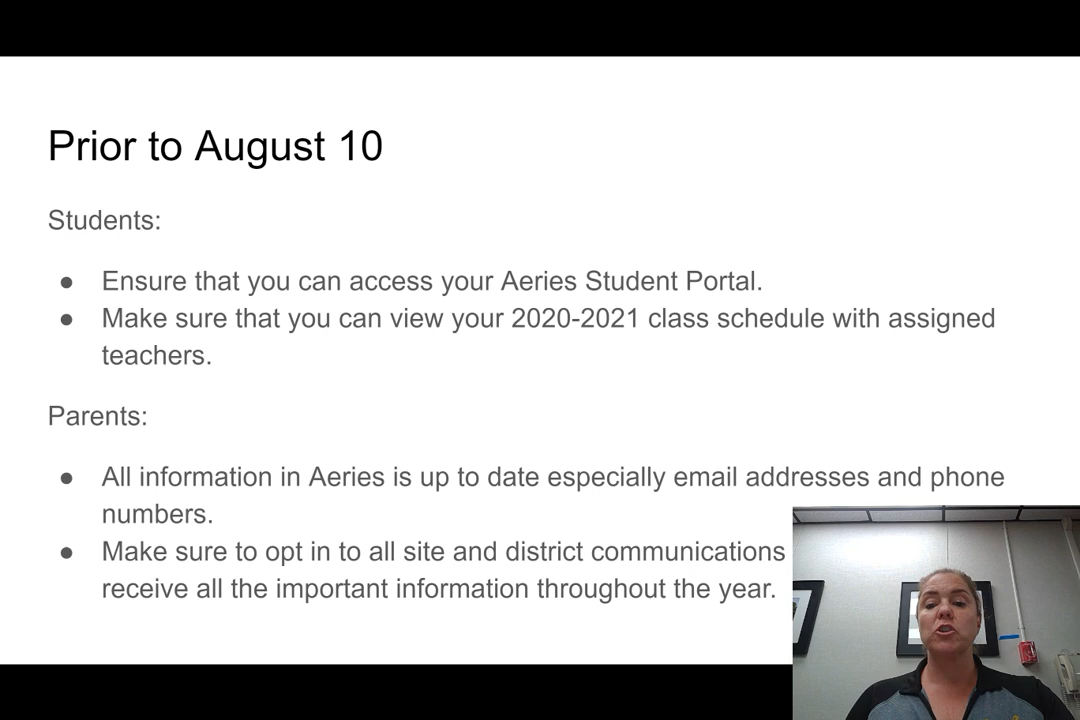 Prior to August 10
Students:
● Ensure that you can access your Aeries Student Portal.
● Make sure that you can view your 2020-2021 class schedule with assigned
teachers.
Parents:
● All information in Aeries is up to date especially email addresses and phone
numbers.
● Make sure to opt in to all site and district communications
receive all the important information throughout the year.